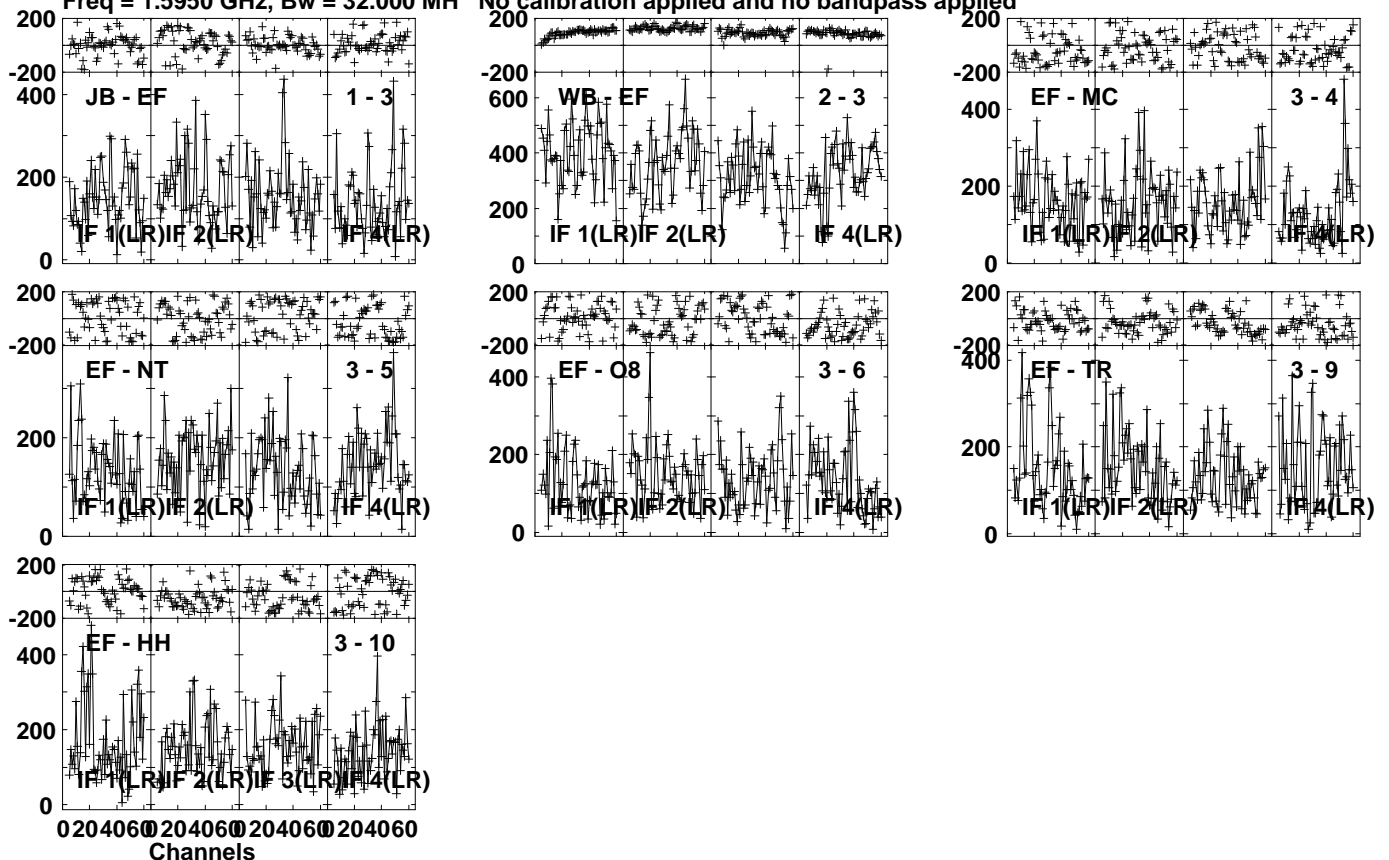 Freq = 1.5950 GHz, Bw = 32.000 MH No calibration applied and no bandpass applied
200
-200
400
200
0
JB - EF 1 - 3
IF 1(LR) IF 2(LR) IF 4(LR)
200
-200
600
400
200
0
WB - EF 2 - 3
IF 1(LR) IF 2(LR) IF 4(LR)
200
-200
400
200
0
EF - MC 3 - 4
IF 1(LR) IF 2(LR) IF 4(LR)
200
-200
200
0
EF - NT 3 - 5
IF 1(LR) IF 2(LR) IF 4(LR)
200
-200
400
200
0
EF - O8 3 - 6
IF 1(LR) IF 2(LR) IF 4(LR)
200
-200
400
200
0
EF - TR 3 - 9
IF 1(LR) IF 2(LR) IF 4(LR)
200
-200
400
200
0
EF - HH 3 - 10
IF 1(LR) IF 2(LR) IF 3(LR) IF 4(LR)
0 20 40 60 0 20 40 60 0 20 40 60 0 20 40 60
Channels